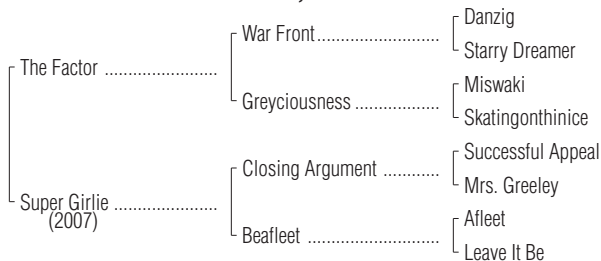 Danzig
War Front
Starry Dreamer
The Factor
Miswaki
Greyciousness
Skatingonthinice
Successful Appeal
Closing Argument
Mrs. Greeley
Super Girlie
(2007)
Afleet
Beafleet
Leave It Be